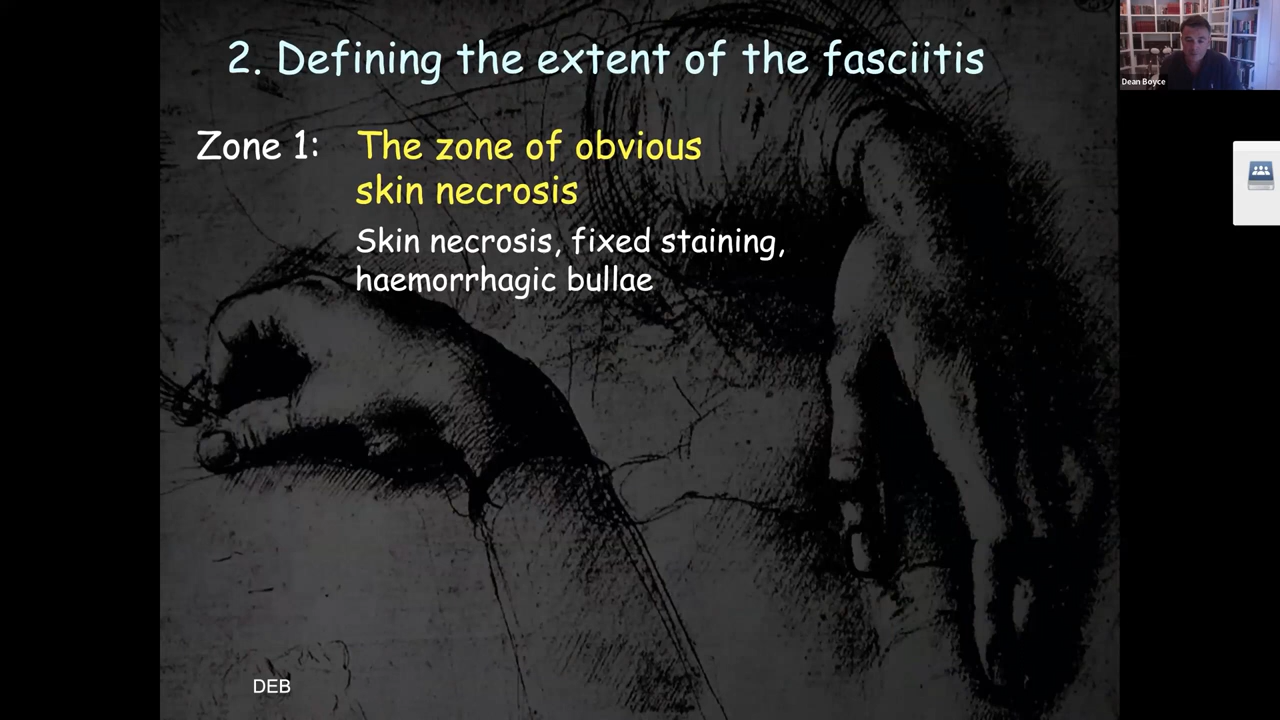 2. Defining the extent of the fasciitis
Dean Boyce
Zone 1: The zone of obvious
skin necrosis
Skin necrosis, fixed staining,
haemorrhagic bullae
DEB